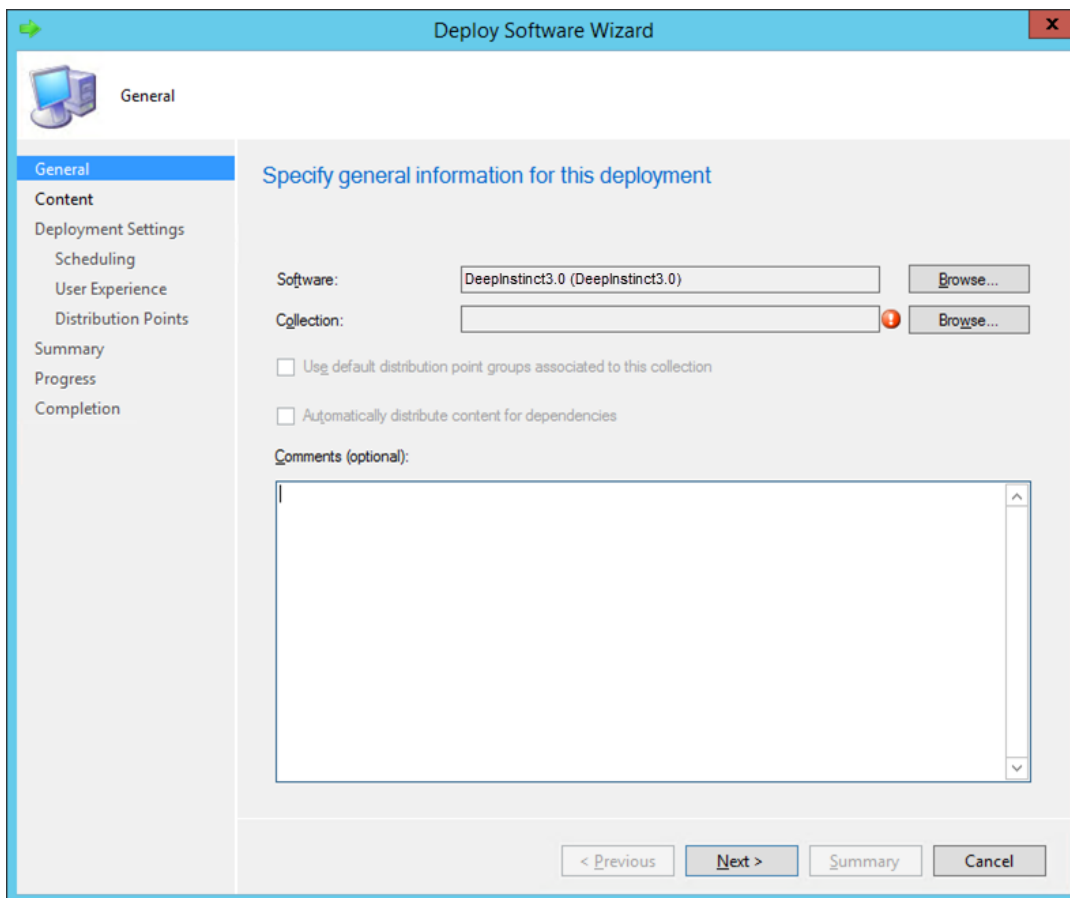 Deploy Software Wizard
x
General
General
Content
Deployment Settings
Scheduling
User Experience
Distribution Points
Summary
Progress
Completion
Specify general information for this deployment
Software: DeepInstinct3.0 (DeepInstinct3.0) Browse...
Collection: Browse...
Use default distribution point groups associated to this collection
Automatically distribute content for dependencies
Comments (optional):
< Previous Next > Summary Cancel